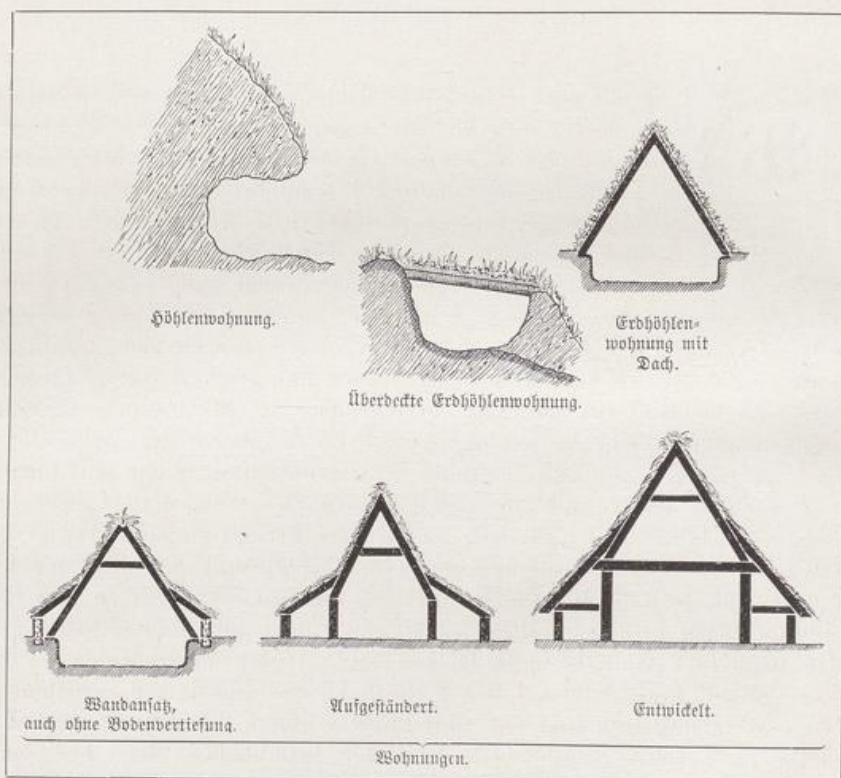 Höhlenwohnung.
Überdeckte Erdhöhlenwohnung.
Erdhöhlen-
wohnung mit
Dach.
Wandansatz,
auch ohne Bodenvertiefung.
Aufgeständert.
Entwickelt.
Wohnungen.